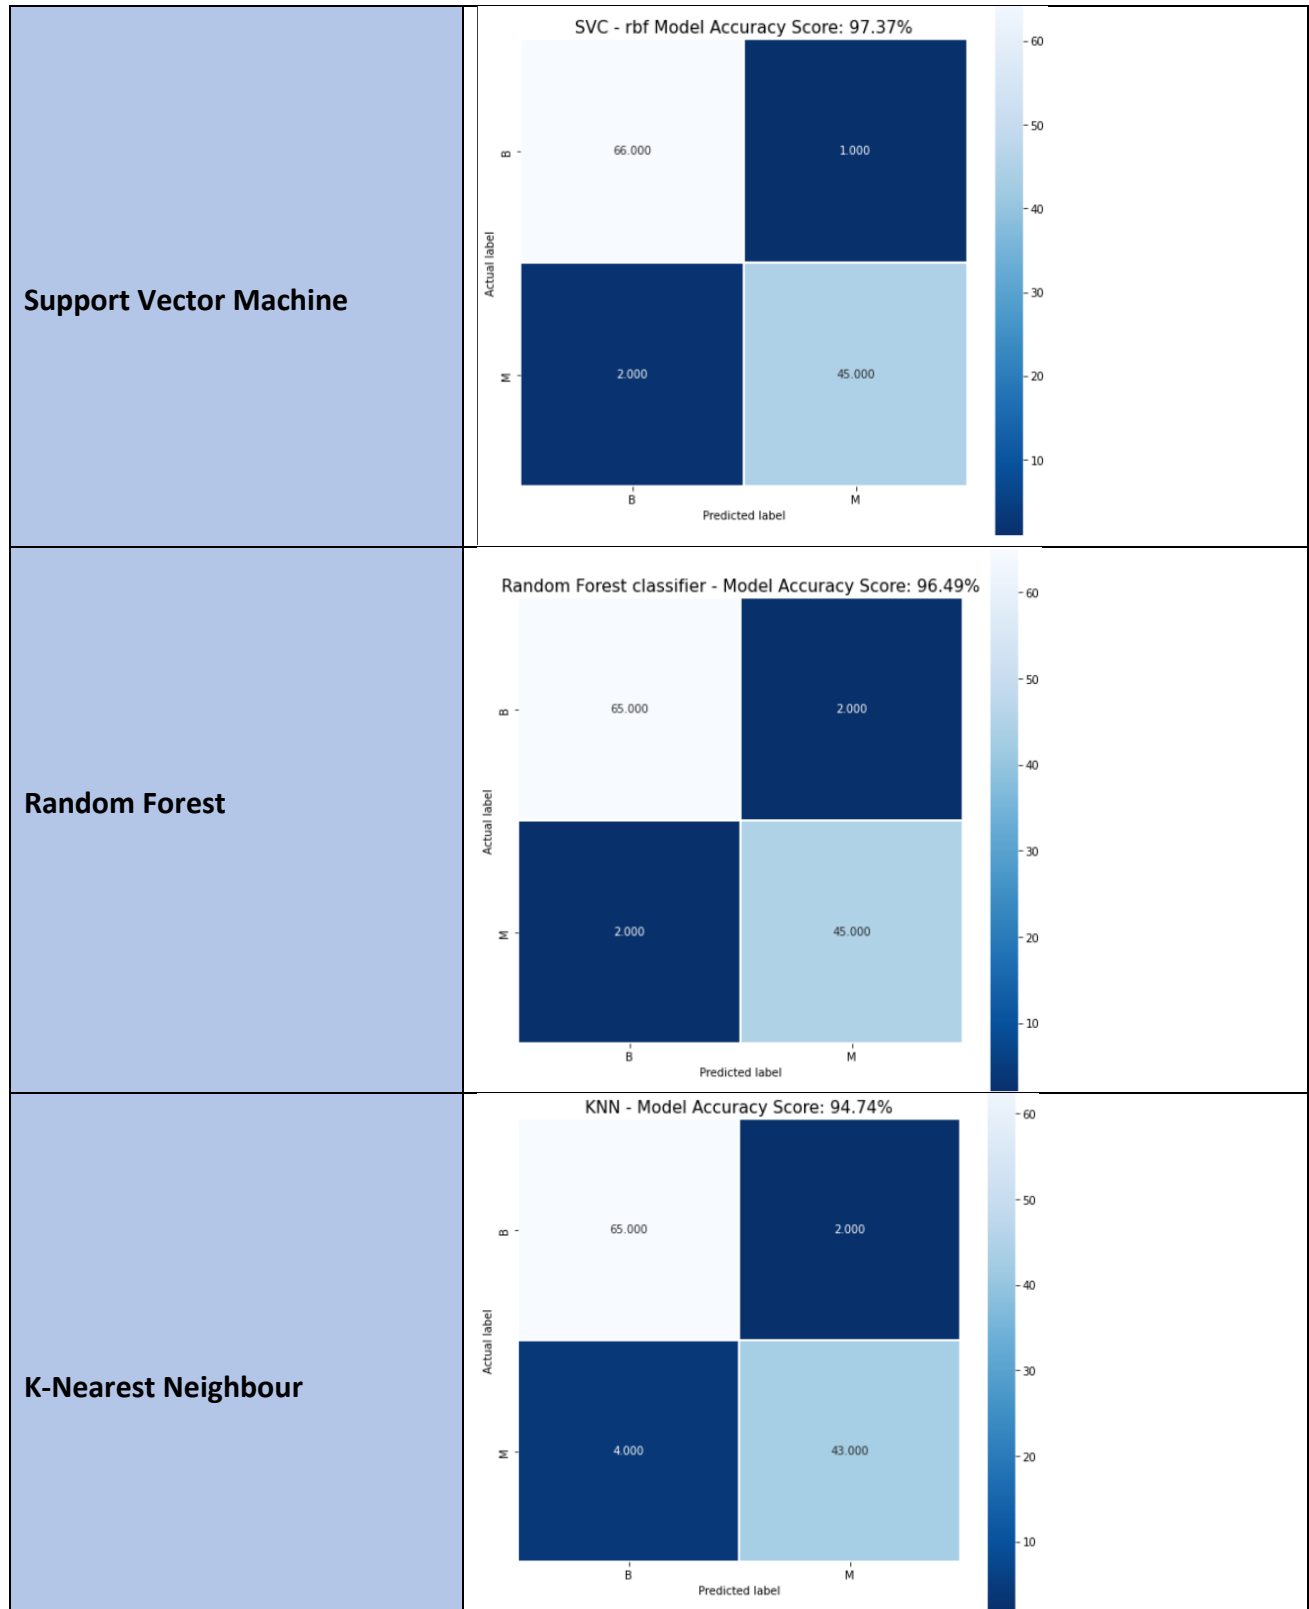 Support Vector Machine
SVC - rbf Model Accuracy Score: 97.37%
B
66.000
1.000
Actual label
M
2.000
45.000
B
M
Predicted label
60
50
40
30
20
10
Random Forest
Random Forest classifier - Model Accuracy Score: 96.49%
B
65.000
2.000
Actual label
M
2.000
45.000
B
M
Predicted label
60
50
40
30
20
10
K-Nearest Neighbour
KNN - Model Accuracy Score: 94.74%
B
65.000
2.000
Actual label
M
4.000
43.000
B
M
Predicted label
60
50
40
30
20
10